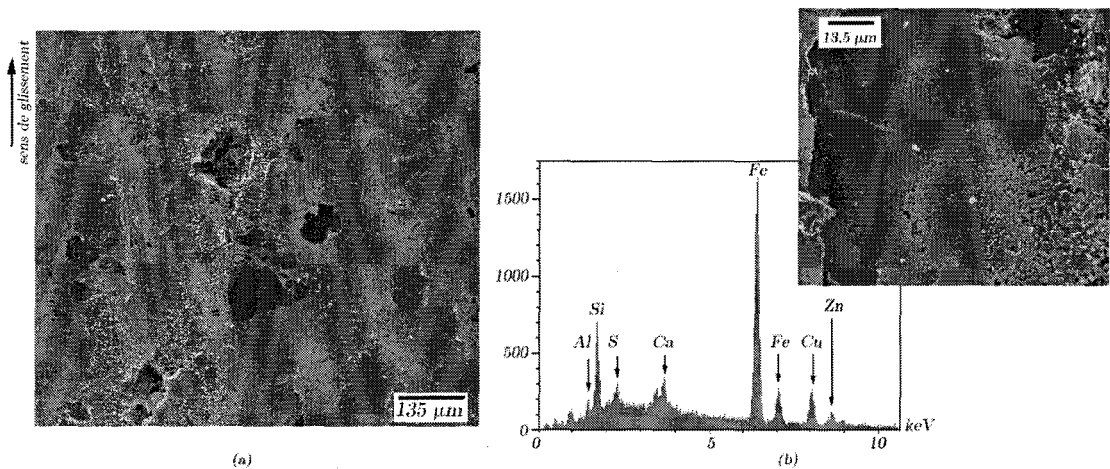 sens de glissement
135 µm
(a)
13.5 µm
1500
1000
500
0
Fe
Si
Al
S
Ca
Fe
Cu
Zn
0
5
10
keV
(b)